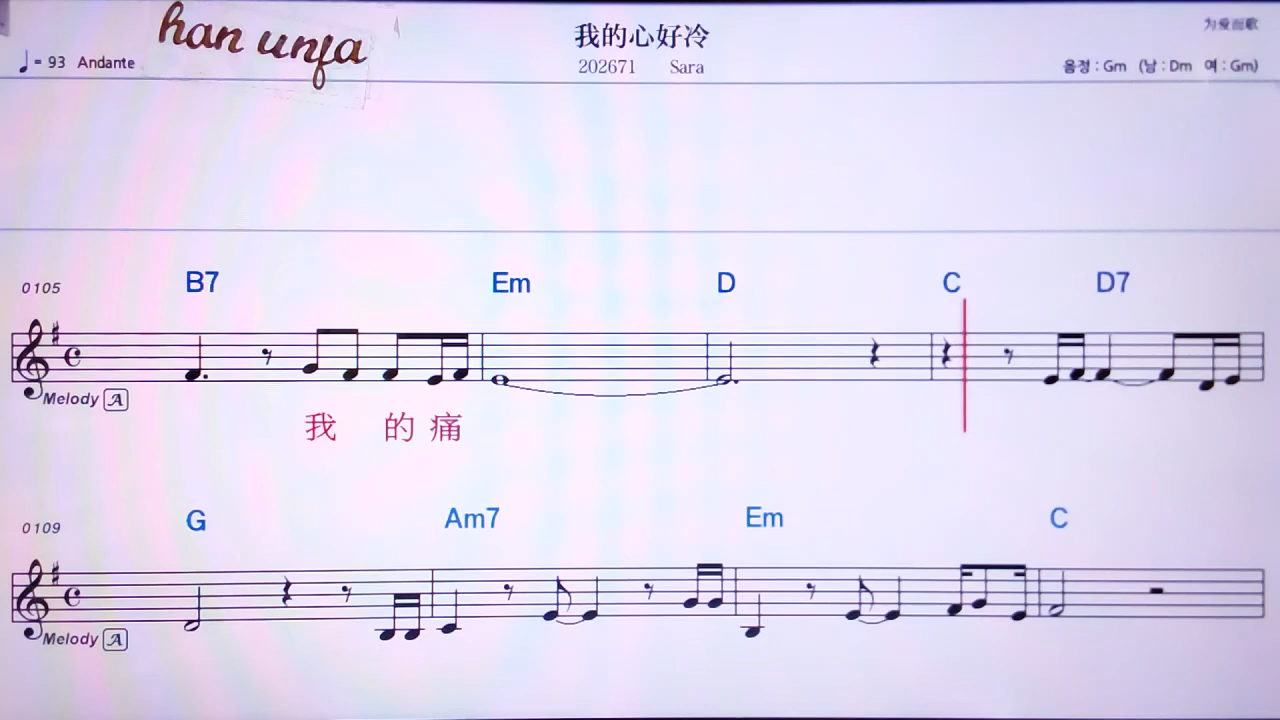 han unfa
我的心好冷
为爱而歌
♩= 93 Andante
202671 Sara
음정 : Gm (남 : Dm 여 : Gm)
0105
B7 Em D C D7
Melody A
我 的 痛
0109
G Am7 Em C
Melody A